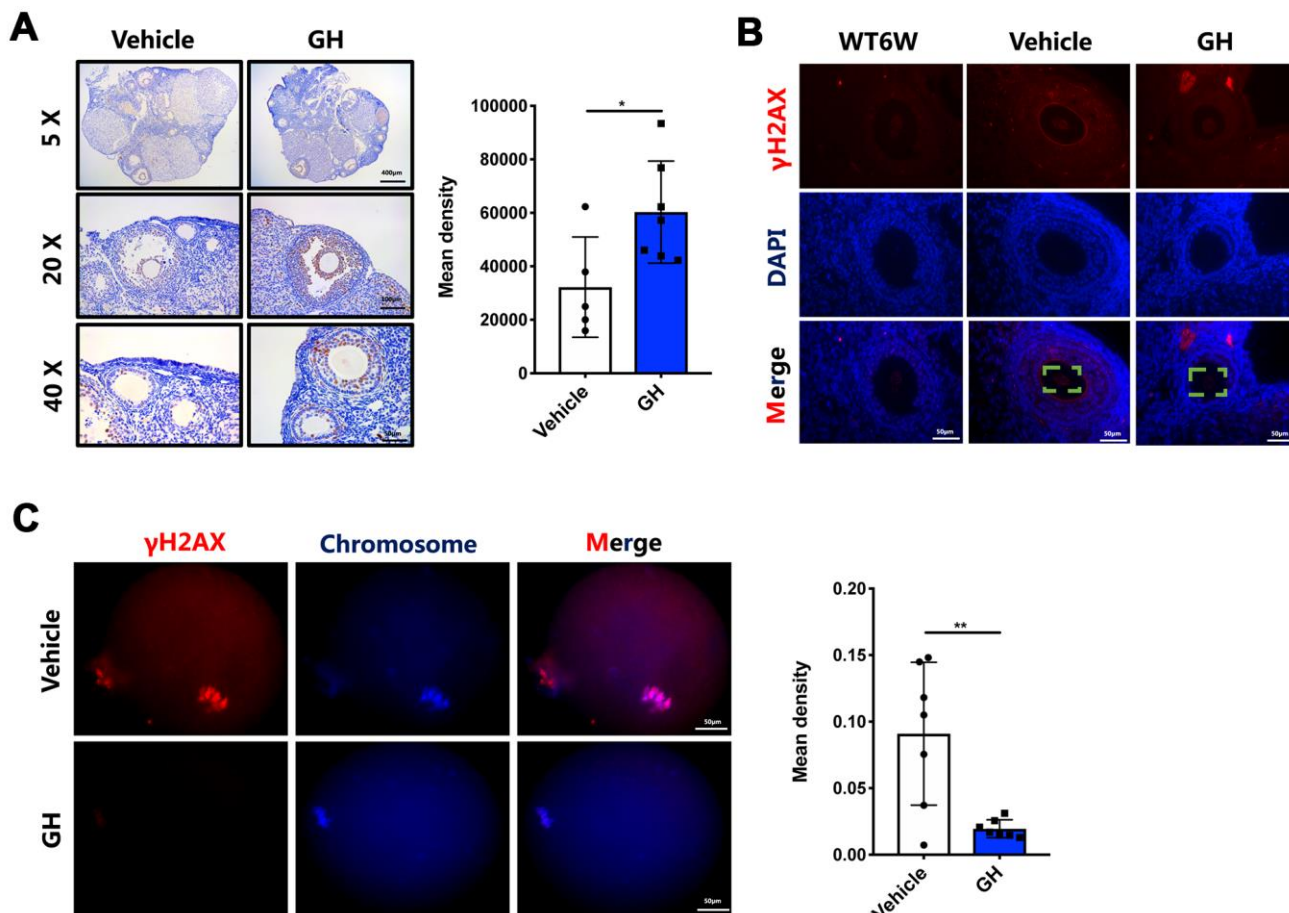 A
Vehicle
GH
5 X
400μm
20 X
100μm
40 X
50μm
Mean density
100000
80000
60000
40000
20000
0
*
Vehicle
GH
B
WT6W
Vehicle
GH
γH2AX
DAPI
Merge
50μm
50μm
50μm
C
γH2AX
Chromosome
Merge
Vehicle
50μm
GH
50μm
Mean density
0.20
0.15
0.10
0.05
0.00
**
Vehicle
GH